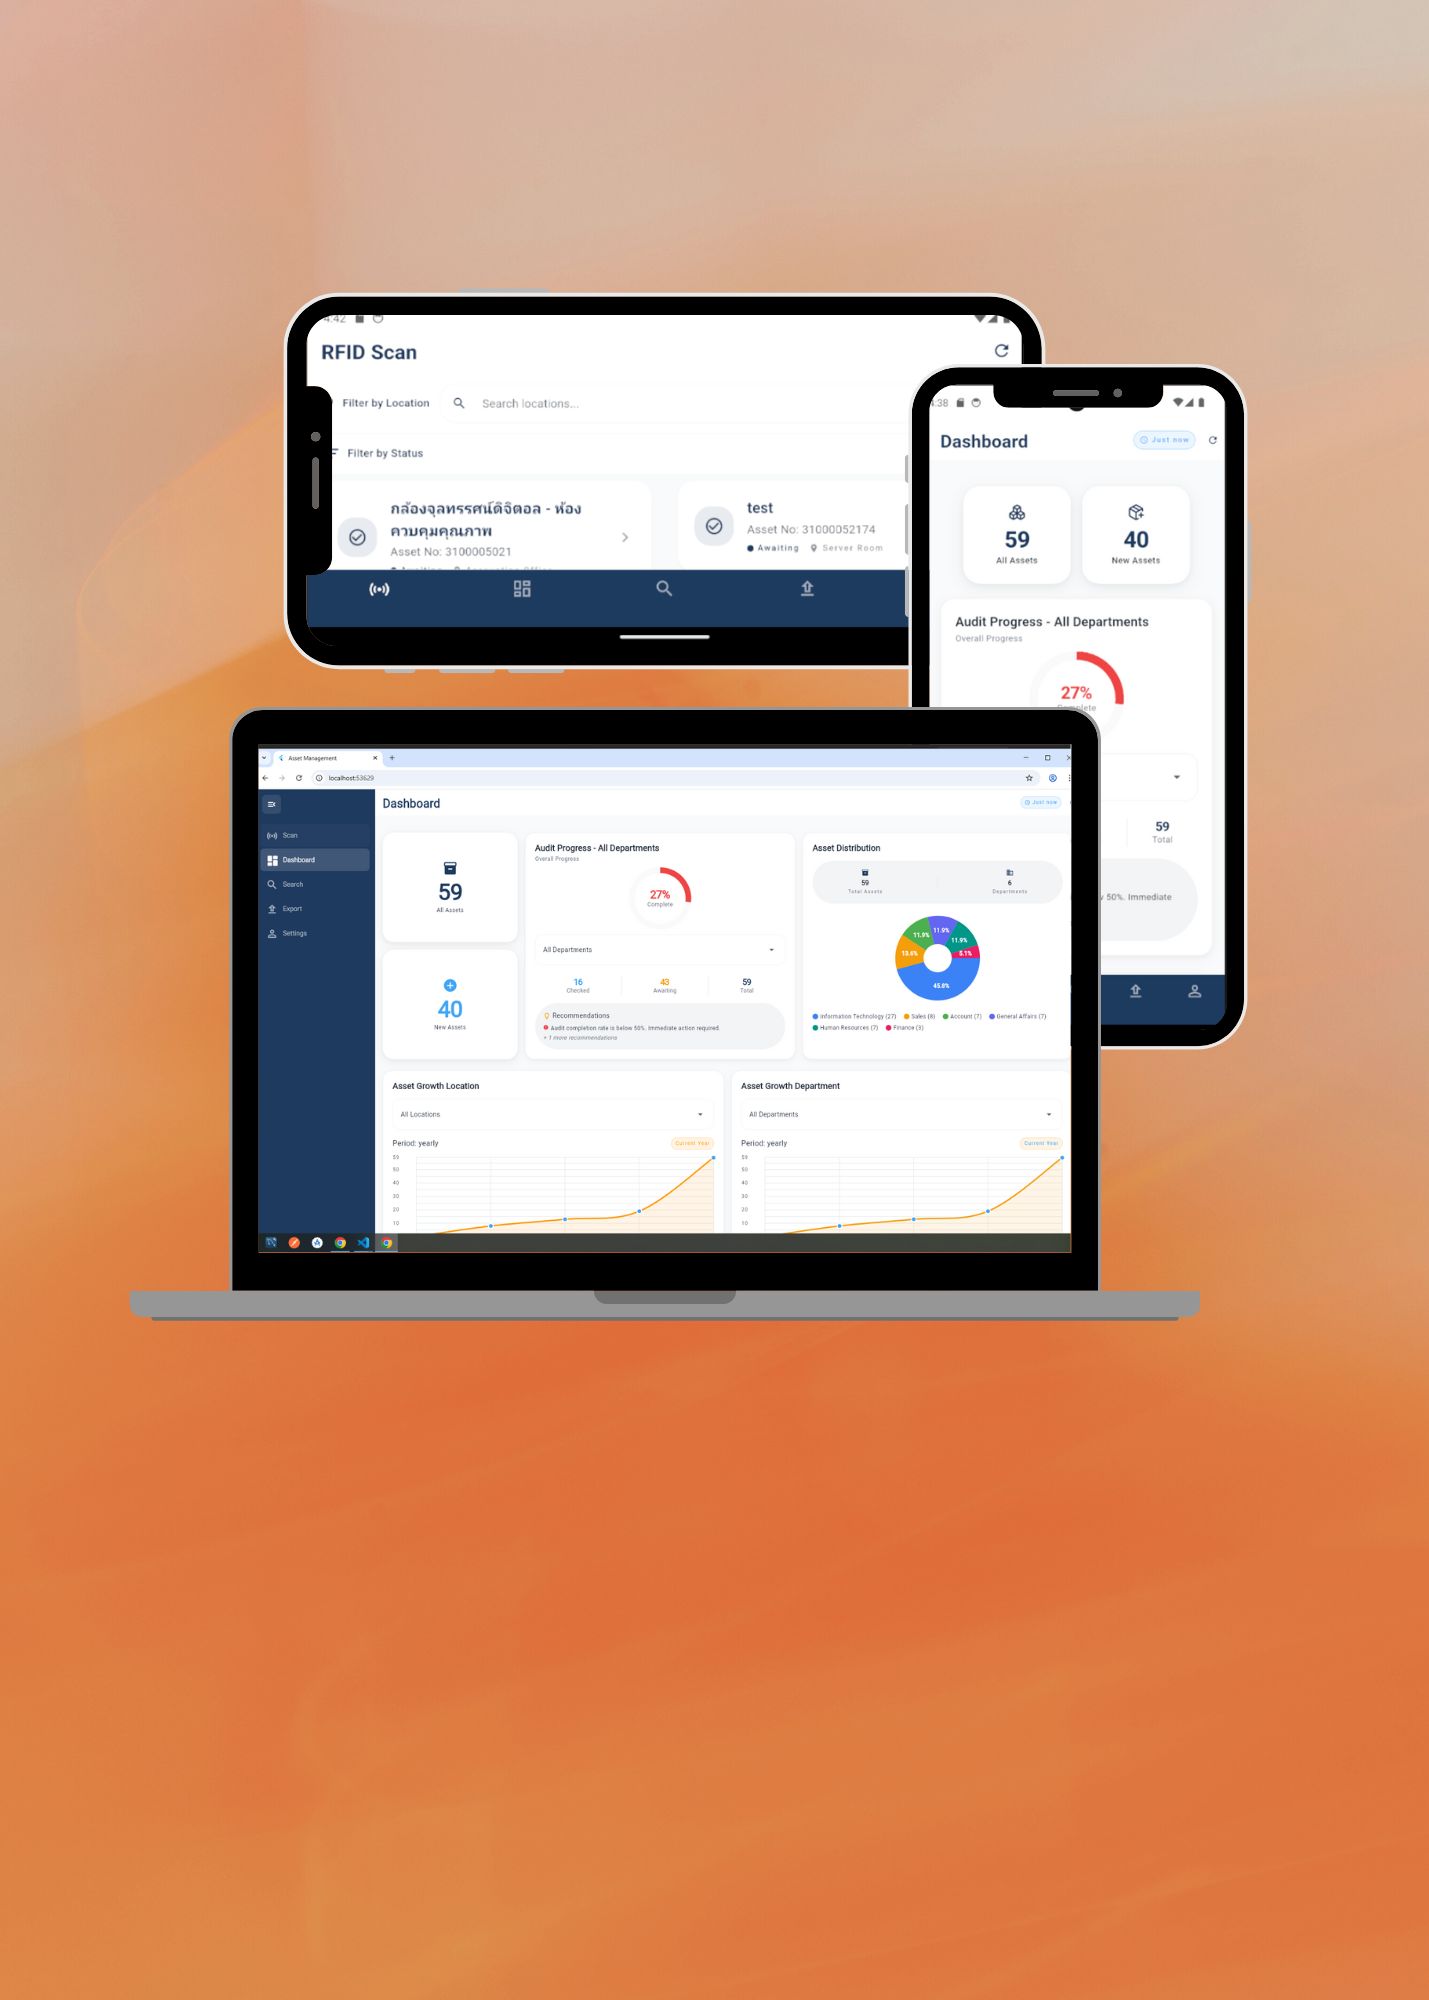 4:42
RFID Scan
Filter by Location
Search locations...
Filter by Status
กล้องจุลทรรศน์ดิจิตอล - ห้อง
ควบคุมคุณภาพ
Asset No: 3100005021
test
Asset No: 31000052174
Awaiting
Server Room
:38
Dashboard
Just now
59
All Assets
40
New Assets
Audit Progress - All Departments
Overall Progress
27%
Complete
59
Total
50%. Immediate
Asset Management
localhost:53629
Scan
Dashboard
Search
Export
Settings
Dashboard
Just now
59
All Assets
40
New Assets
Audit Progress - All Departments
Overall Progress
27%
Complete
All Departments
16 43 59
Checked Awaiting Total
Recommendations
Audit completion rate is below 50%. Immediate action required.
+ 1 more recommendations
Asset Distribution
59 6
Total Assets Departments
11.9% 11.9% 11.9%
13.6% 5.1%
45.8%
Information Technology (27) Sales (8) Account (7) General Affairs (7)
Human Resources (7) Finance (3)
Asset Growth Location
All Locations
Period: yearly
Current Year
59
50
40
30
20
10
Asset Growth Department
All Departments
Period: yearly
Current Year
59
50
40
30
20
10